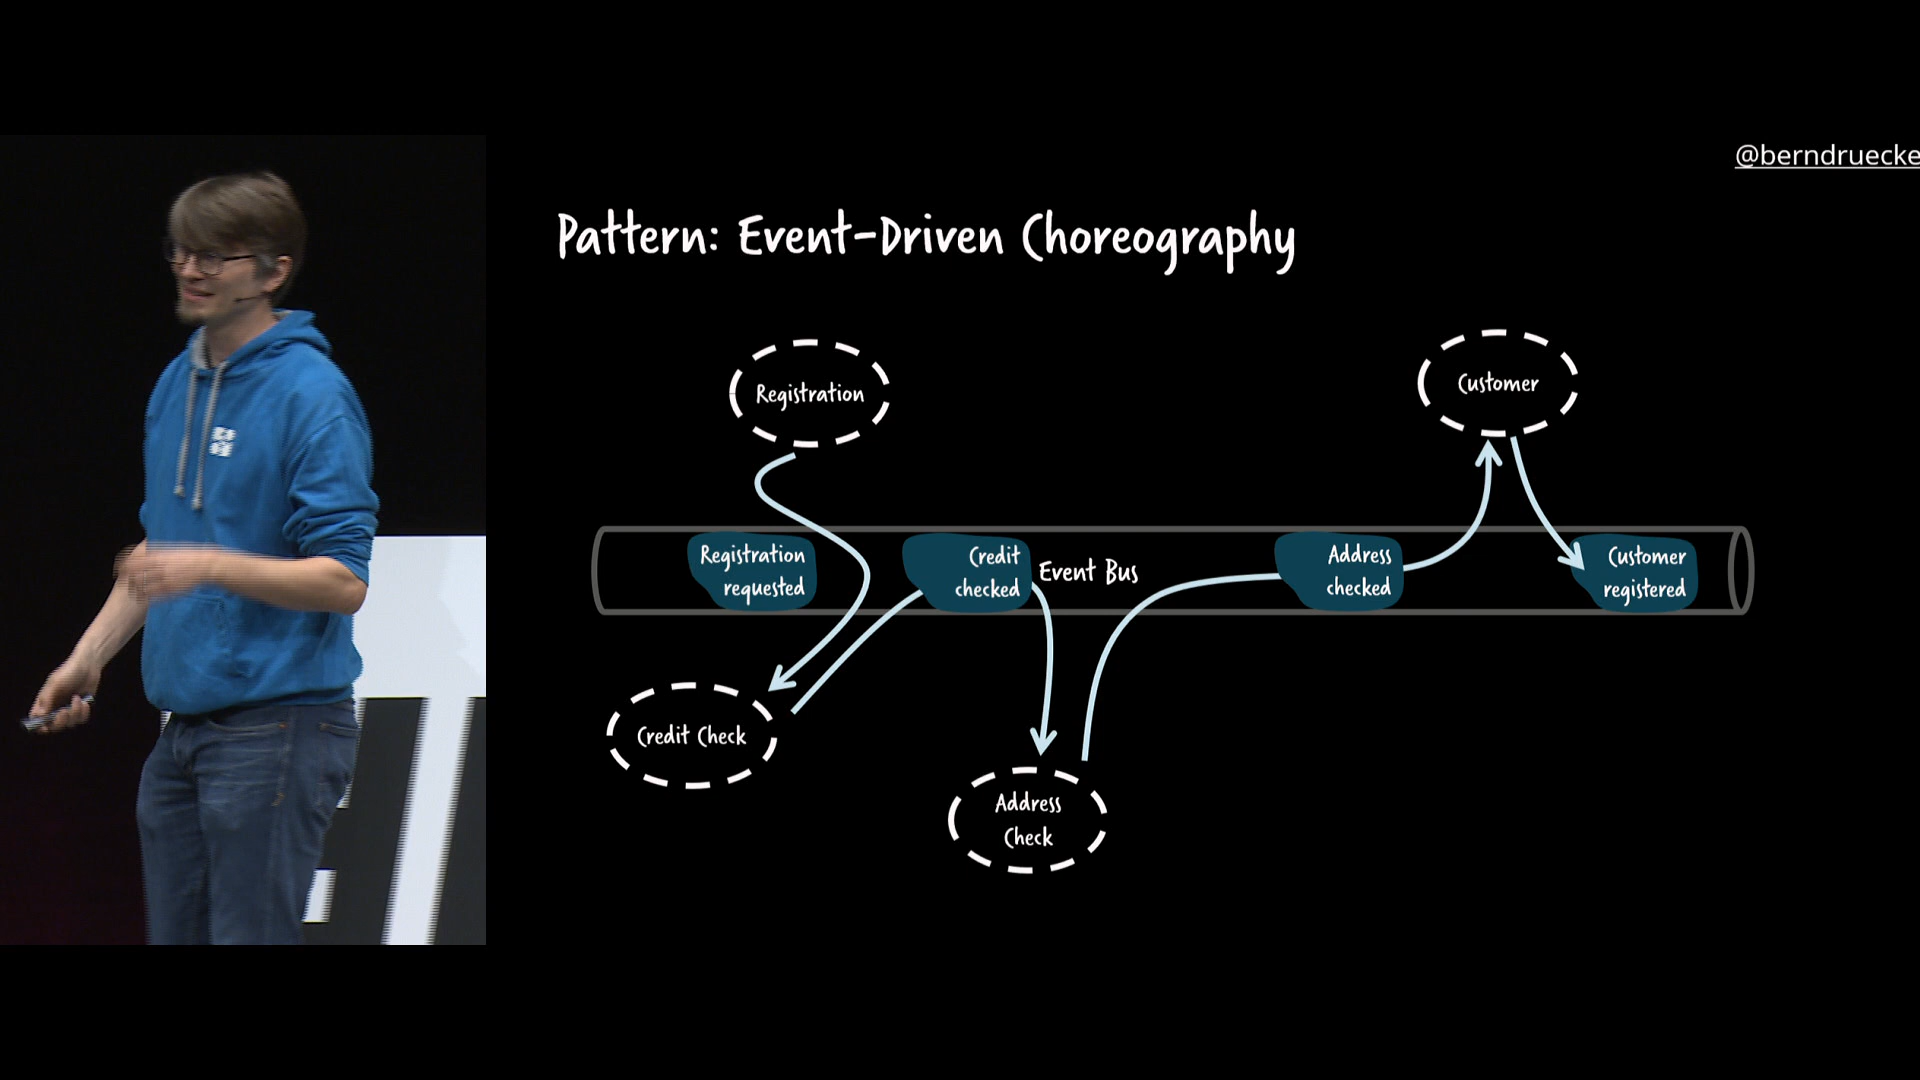 @berndruecke
Pattern: Event-Driven Choreography
Registration
Customer
Registration
requested
Credit
checked
Event Bus
Address
checked
Customer
registered
Credit Check
Address
Check